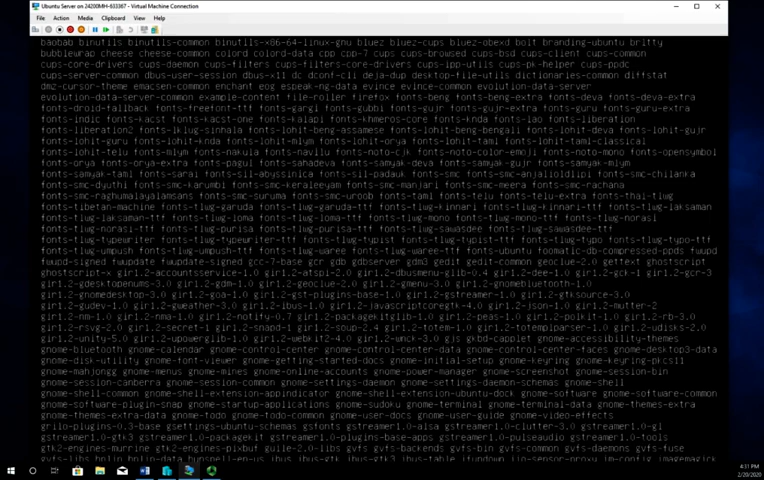 Ubuntu Server on 24200MH-633367 - Virtual Machine Connection
File Action Media Clipboard View Help
baobab binutils binutils-common binutils-x86-64-linux-gnu bluez bluez-cups bluez-obexd bolt branding-ubuntu brltty
bubblewrap cheese cheese-common colord colord-data cpp cpp-7 cups cups-browsed cups-bsd cups-client cups-common
cups-core-drivers cups-daemon cups-filters cups-filters-core-drivers cups-ipp-utils cups-pk-helper cups-ppdc
cups-server-common dbus-user-session dbus-x11 dc dconf-cli deja-dup desktop-file-utils dictionaries-common diffstat
dmz-cursor-theme emacsen-common enchant eog espeak-ng-data evince evince-common evolution-data-server
evolution-data-server-common example-content file-roller firefox fonts-beng fonts-beng-extra fonts-deva fonts-deva-extra
fonts-droid-fallback fonts-freefont-ttf fonts-gargi fonts-gubbi fonts-gujr fonts-gujr-extra fonts-guru fonts-guru-extra
fonts-indic fonts-kacst fonts-kacst-one fonts-kalapi fonts-khmeros-core fonts-knda fonts-lao fonts-liberation
fonts-liberation2 fonts-lklug-sinhala fonts-lohit-beng-assamese fonts-lohit-beng-bengali fonts-lohit-deva fonts-lohit-gujr
fonts-lohit-guru fonts-lohit-knda fonts-lohit-mlym fonts-lohit-orya fonts-lohit-taml fonts-lohit-taml-classical
fonts-lohit-telu fonts-mlym fonts-nakula fonts-navilu fonts-noto-cjk fonts-noto-color-emoji fonts-noto-mono fonts-opensymbol
fonts-orya fonts-orya-extra fonts-pagul fonts-sahadeva fonts-samyak-deva fonts-samyak-gujr fonts-samyak-mlym
fonts-samyak-taml fonts-sarai fonts-sil-abyssinica fonts-sil-padauk fonts-smc fonts-smc-anjalioldlipi fonts-smc-chilanka
fonts-smc-dyuthi fonts-smc-karumbi fonts-smc-keraleeyam fonts-smc-manjari fonts-smc-meera fonts-smc-rachana
fonts-smc-raghumalayalamsans fonts-smc-suruma fonts-smc-uroob fonts-taml fonts-telu fonts-telu-extra fonts-thai-tlwg
fonts-tibetan-machine fonts-tlwg-garuda fonts-tlwg-garuda-ttf fonts-tlwg-kinnari fonts-tlwg-kinnari-ttf fonts-tlwg-laksaman
fonts-tlwg-laksaman-ttf fonts-tlwg-loma fonts-tlwg-loma-ttf fonts-tlwg-mono fonts-tlwg-mono-ttf fonts-tlwg-norasi
fonts-tlwg-norasi-ttf fonts-tlwg-purisa fonts-tlwg-purisa-ttf fonts-tlwg-sawasdee fonts-tlwg-sawasdee-ttf
fonts-tlwg-typewriter fonts-tlwg-typewriter-ttf fonts-tlwg-typist fonts-tlwg-typist-ttf fonts-tlwg-typo fonts-tlwg-typo-ttf
fonts-tlwg-umpush fonts-tlwg-umpush-ttf fonts-tlwg-waree fonts-tlwg-waree-ttf fonts-ubuntu foomatic-db-compressed-ppds fwupd
fwupd-signed fwupdate fwupdate-signed gcc-7-base gcr gdb gdbserver gdm3 gedit gedit-common geoclue-2.0 gettext ghostscript
ghostscript-x gir1.2-accountsservice-1.0 gir1.2-atspi-2.0 gir1.2-dbusmenu-glib-0.4 gir1.2-dee-1.0 gir1.2-gck-1 gir1.2-gcr-3
gir1.2-gdesktopenums-3.0 gir1.2-gdm-1.0 gir1.2-geoclue-2.0 gir1.2-gmenu-3.0 gir1.2-gnomebluetooth-1.0
gir1.2-gnomedesktop-3.0 gir1.2-goa-1.0 gir1.2-gst-plugins-base-1.0 gir1.2-gstreamer-1.0 gir1.2-gtksource-3.0
gir1.2-gudev-1.0 gir1.2-gweather-3.0 gir1.2-ibus-1.0 gir1.2-javascriptcoregtk-4.0 gir1.2-json-1.0 gir1.2-mutter-2
gir1.2-nm-1.0 gir1.2-nma-1.0 gir1.2-notify-0.7 gir1.2-packagekitglib-1.0 gir1.2-peas-1.0 gir1.2-polkit-1.0 gir1.2-rb-3.0
gir1.2-rsvg-2.0 gir1.2-secret-1 gir1.2-snapd-1 gir1.2-soup-2.4 gir1.2-totem-1.0 gir1.2-totemplparser-1.0 gir1.2-udisks-2.0
gir1.2-unity-5.0 gir1.2-upowerglib-1.0 gir1.2-webkit2-4.0 gir1.2-wnck-3.0 gjs gkbd-capplet gnome-accessibility-themes
gnome-bluetooth gnome-calendar gnome-control-center gnome-control-center-data gnome-control-center-faces gnome-desktop3-data
gnome-disk-utility gnome-font-viewer gnome-getting-started-docs gnome-initial-setup gnome-keyring gnome-keyring-pkcs11
gnome-mahjongg gnome-menus gnome-mines gnome-online-accounts gnome-power-manager gnome-screenshot gnome-session-bin
gnome-session-canberra gnome-session-common gnome-settings-daemon gnome-settings-daemon-schemas gnome-shell
gnome-shell-common gnome-shell-extension-appindicator gnome-shell-extension-ubuntu-dock gnome-software gnome-software-common
gnome-software-plugin-snap gnome-startup-applications gnome-sudoku gnome-terminal gnome-terminal-data gnome-themes-extra
gnome-themes-extra-data gnome-todo gnome-todo-common gnome-user-docs gnome-user-guide gnome-video-effects
grilo-plugins-0.3-base gsettings-ubuntu-schemas gsfonts gstreamer1.0-alsa gstreamer1.0-clutter-3.0 gstreamer1.0-gl
gstreamer1.0-gtk3 gstreamer1.0-packagekit gstreamer1.0-plugins-base-apps gstreamer1.0-pulseaudio gstreamer1.0-tools
gtk2-engines-murrine gtk2-engines-pixbuf guile-2.0-libs gvfs gvfs-backends gvfs-bin gvfs-common gvfs-daemons gvfs-fuse
gvfs-libs hplip hplip-data hunspell-en-us ibus ibus-gtk ibus-gtk3 ibus-table ifupdown iio-sensor-proxy im-config imagemagick
4:31 PM
2/20/2020